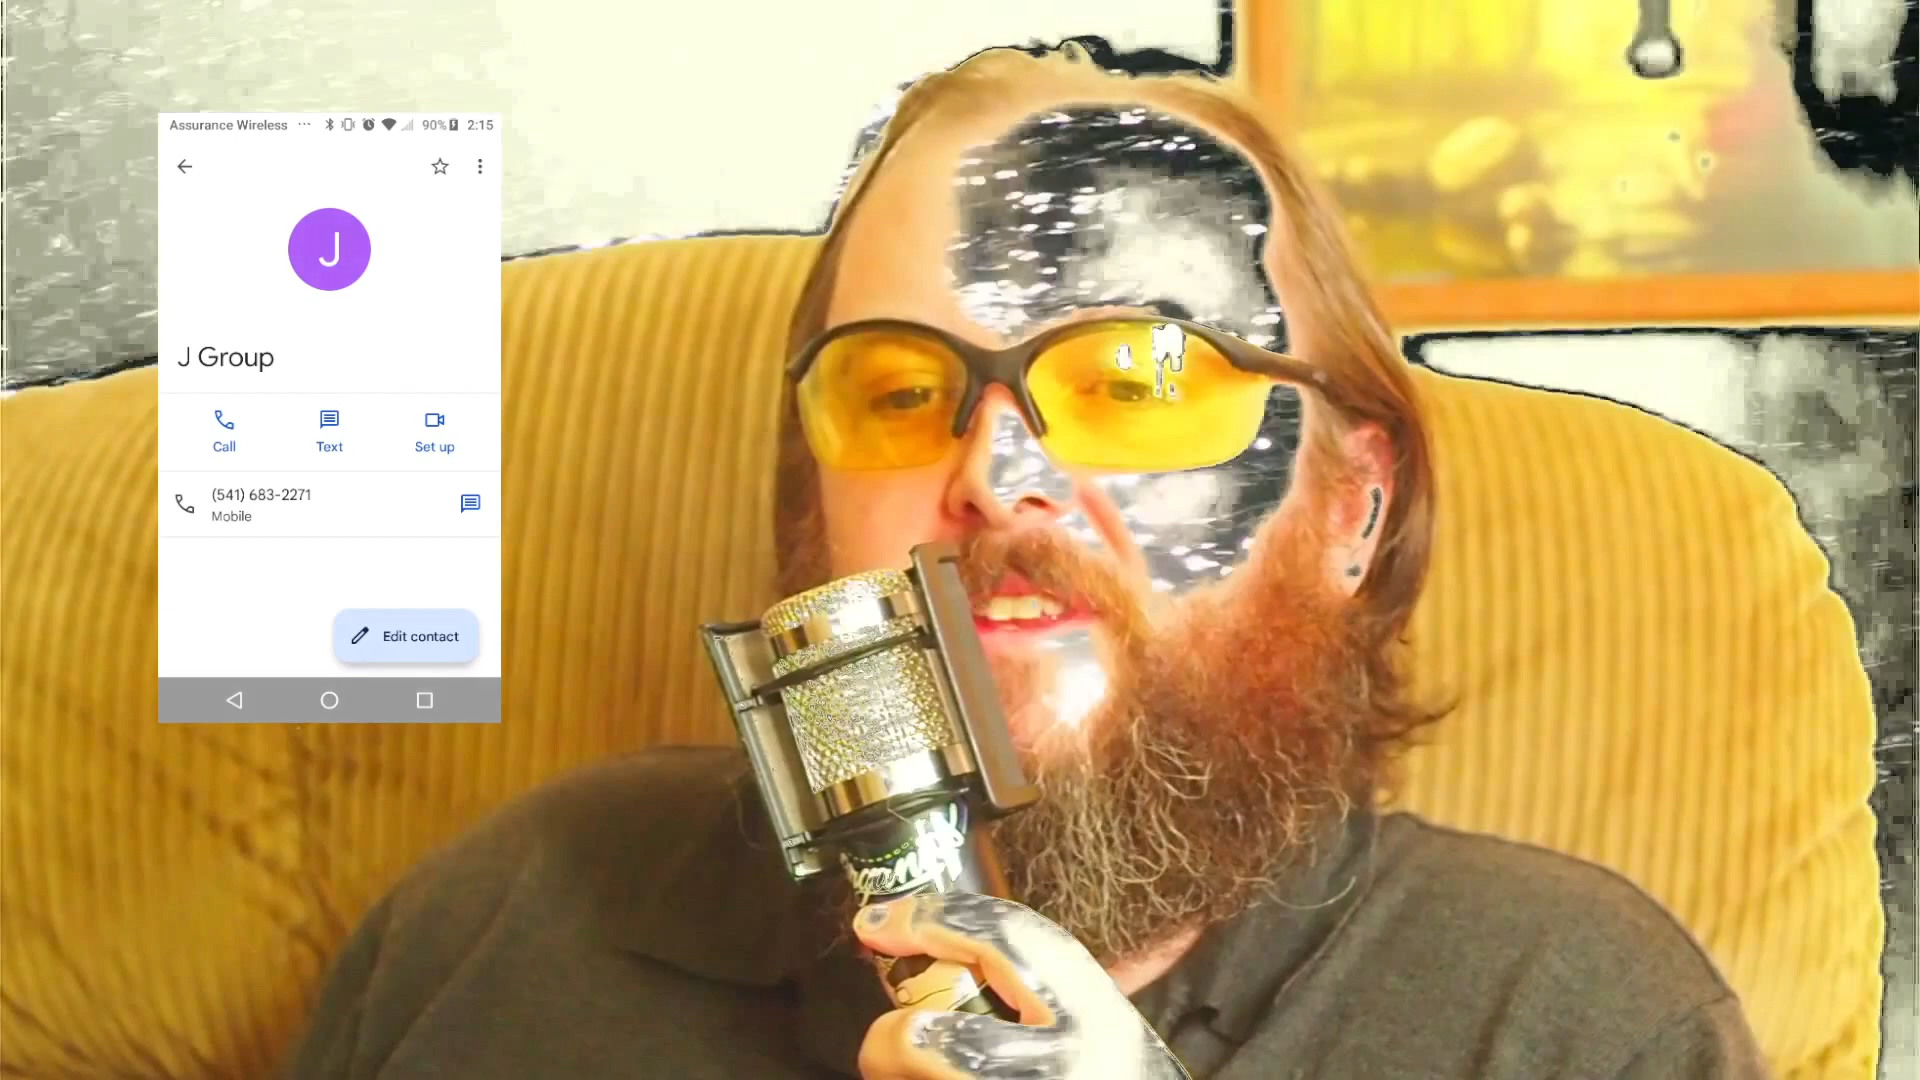 Assurance Wireless ... 90% 2:15
J
J Group
Call Text Set up
(541) 683-2271
Mobile
Edit contact